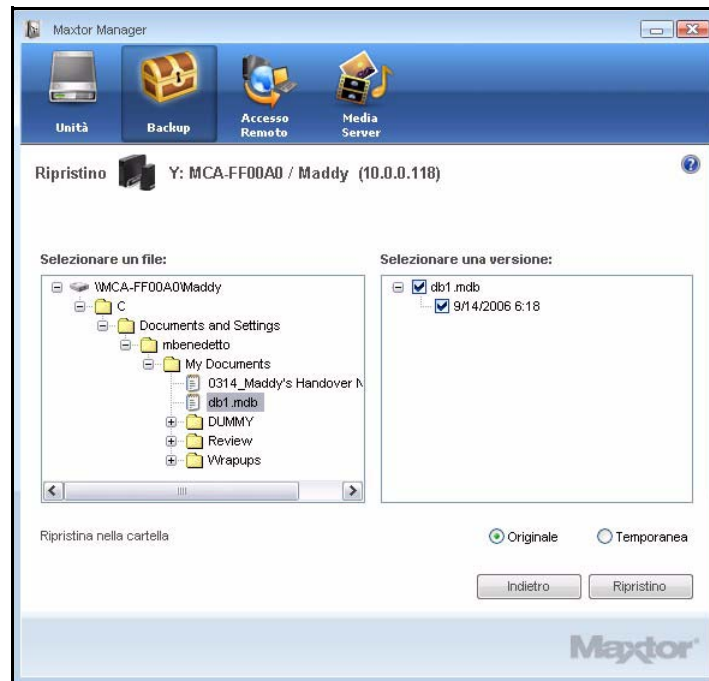 Maxtor Manager
Unità
Backup
Accesso
Remoto
Media
Server
Ripristino
Y: MCA-FF00A0 / Maddy (10.0.0.118)
Selezionare un file:
\\MCA-FF00A0\Maddy
C
Documents and Settings
mbenedetto
My Documents
0314_Maddy's Handover N
db1.mdb
DUMMY
Review
Wrapups
Selezionare una versione:
db1.mdb
9/14/2006 6:18
Ripristina nella cartella
Originale
Temporanea
Indietro
Ripristino
Maxtor